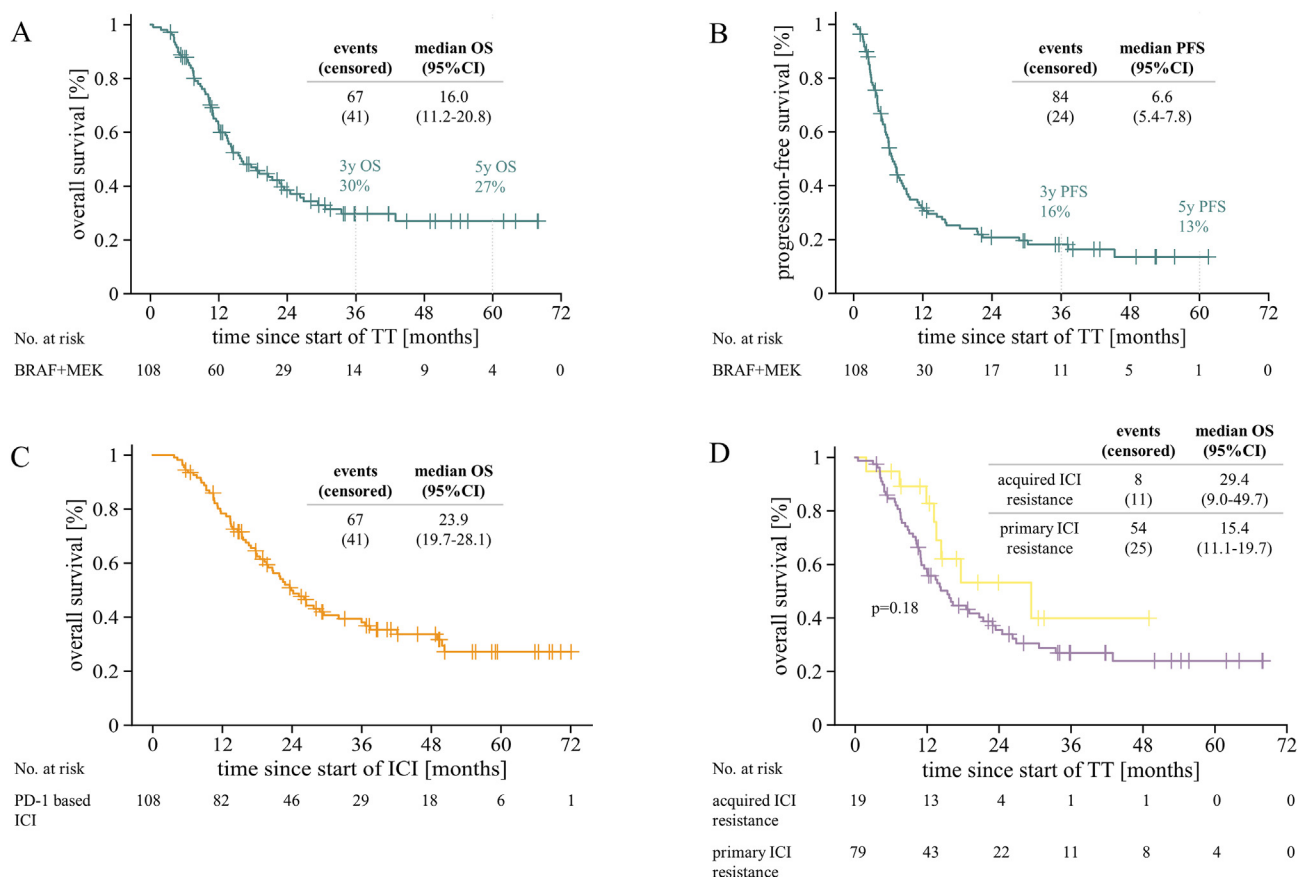 A
overall survival [%]
1
0.8
0.6
0.4
0.2
0
events
(censored)
median OS
(95%CI)
67
(41)
16.0
(11.2-20.8)
3y OS
30%
5y OS
27%
0 12 24 36 48 60 72
time since start of TT [months]
No. at risk
BRAF+MEK 108 60 29 14 9 4 0
B
progression-free survival [%]
1
0.8
0.6
0.4
0.2
0
events
(censored)
median PFS
(95%CI)
84
(24)
6.6
(5.4-7.8)
3y PFS
16%
5y PFS
13%
0 12 24 36 48 60 72
time since start of TT [months]
No. at risk
BRAF+MEK 108 30 17 11 5 1 0
C
overall survival [%]
1
0.8
0.6
0.4
0.2
0
events
(censored)
median OS
(95%CI)
67
(41)
23.9
(19.7-28.1)
0 12 24 36 48 60 72
time since start of ICI [months]
No. at risk
PD-1 based
ICI
108 82 46 29 18 6 1
D
overall survival [%]
1
0.8
0.6
0.4
0.2
0
events
(censored)
median OS
(95%CI)
acquired ICI
resistance
8
(11)
29.4
(9.0-49.7)
primary ICI
resistance
54
(25)
15.4
(11.1-19.7)
p=0.18
0 12 24 36 48 60 72
time since start of TT [months]
No. at risk
acquired ICI
resistance
19 13 4 1 1 0 0
primary ICI
resistance
79 43 22 11 8 4 0